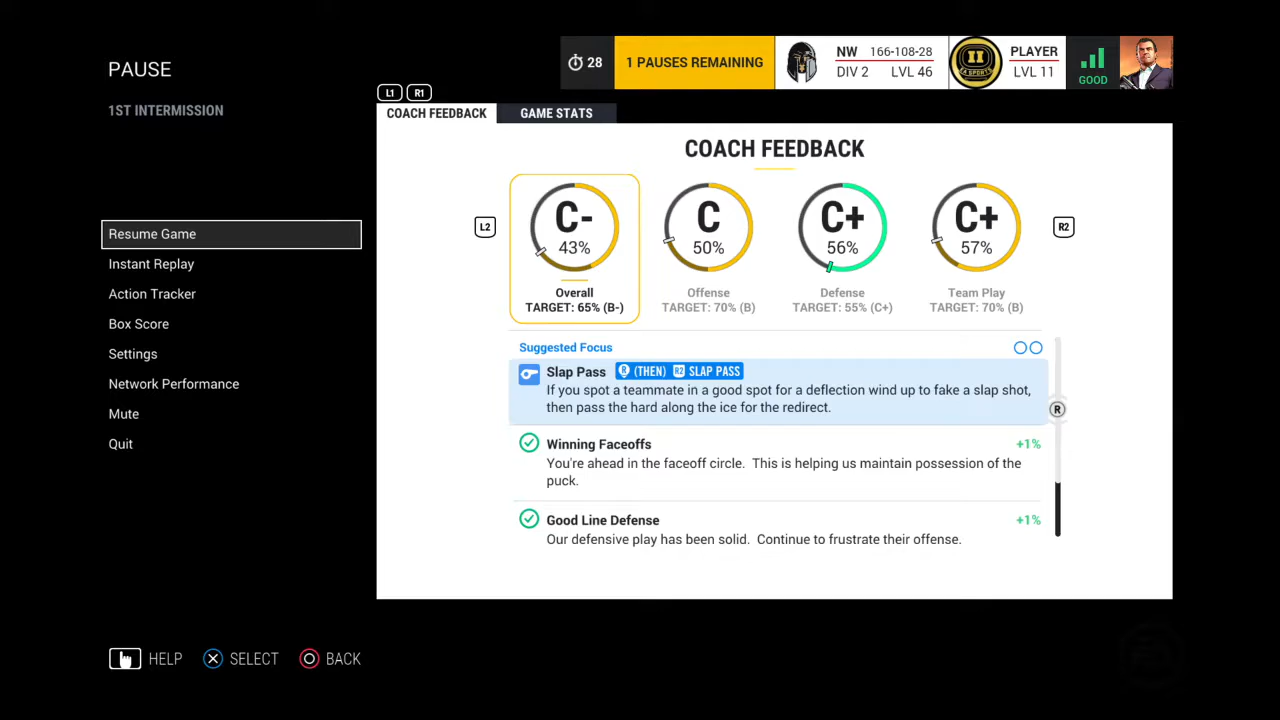 PAUSE
1ST INTERMISSION
28
1 PAUSES REMAINING
NW 166-108-28
DIV 2 LVL 46
EA SPORTS
PLAYER
LVL 11
GOOD
L1 R1
COACH FEEDBACK GAME STATS
COACH FEEDBACK
L2
C-
43%
Overall
TARGET: 65% (B-)
C
50%
Offense
TARGET: 70% (B)
C+
56%
Defense
TARGET: 55% (C+)
C+
57%
Team Play
TARGET: 70% (B)
R2
Resume Game
Instant Replay
Action Tracker
Box Score
Settings
Network Performance
Mute
Quit
Suggested Focus
Slap Pass R (THEN) R2 SLAP PASS
If you spot a teammate in a good spot for a deflection wind up to fake a slap shot,
then pass the hard along the ice for the redirect.
R
Winning Faceoffs +1%
You're ahead in the faceoff circle. This is helping us maintain possession of the
puck.
Good Line Defense +1%
Our defensive play has been solid. Continue to frustrate their offense.
HELP SELECT BACK